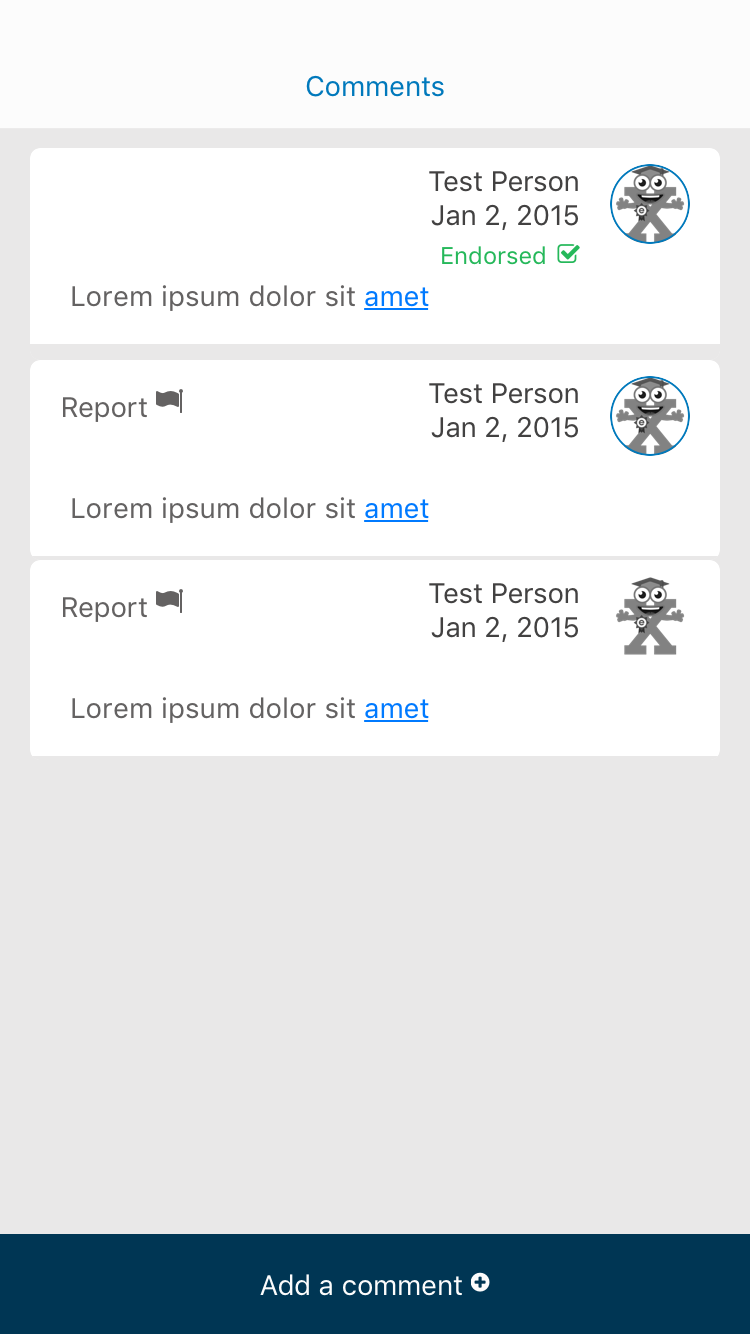 Comments
Test Person
Jan 2, 2015
Endorsed
Lorem ipsum dolor sit amet
Report
Test Person
Jan 2, 2015
Lorem ipsum dolor sit amet
Report
Test Person
Jan 2, 2015
Lorem ipsum dolor sit amet
Add a comment